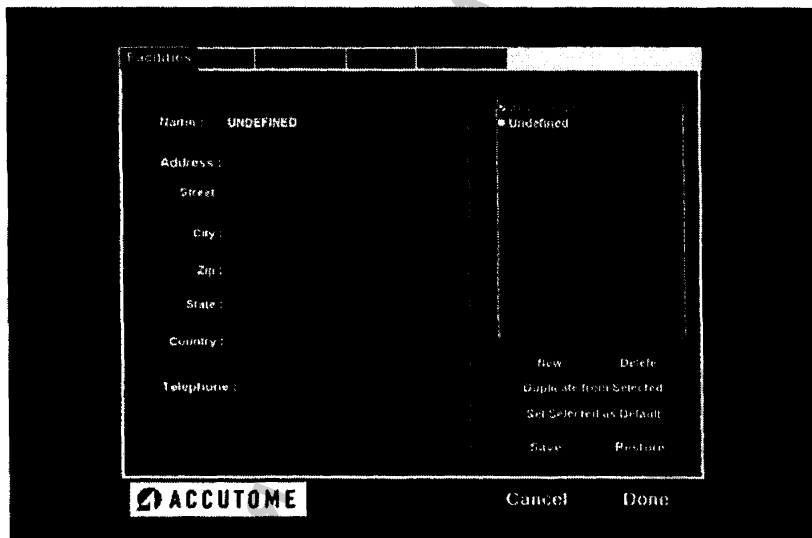 Facilities
Name : UNDEFINED
Undefined
Address :
Street
City :
Zip :
State :
Country :
Telephone :
New Delete
Duplicate from Selected
Set Selected as Default
Save Restore
ACCUTOME
Cancel Done